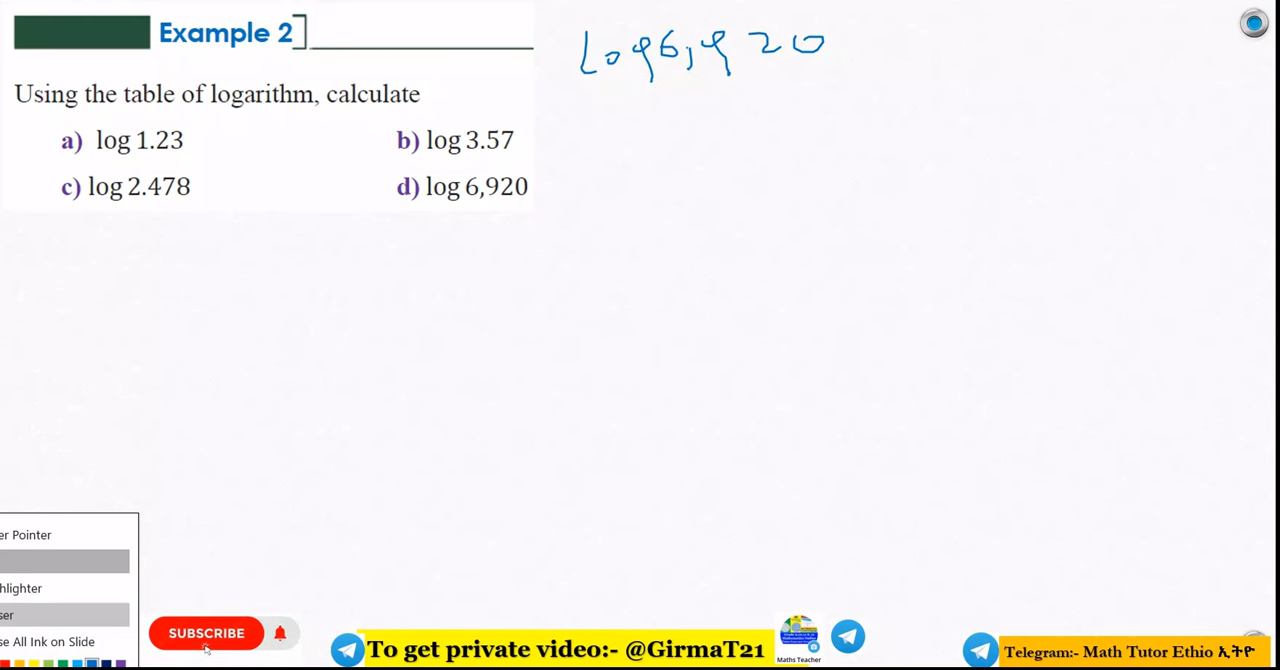 Example 2
log 6,920
Using the table of logarithm, calculate
a) log 1.23
b) log 3.57
c) log 2.478
d) log 6,920
er Pointer
hlighter
ser
se All Ink on Slide
SUBSCRIBE
To get private video:- @GirmaT21
Maths Teacher
Telegram:- Math Tutor Ethio ኢትዮ